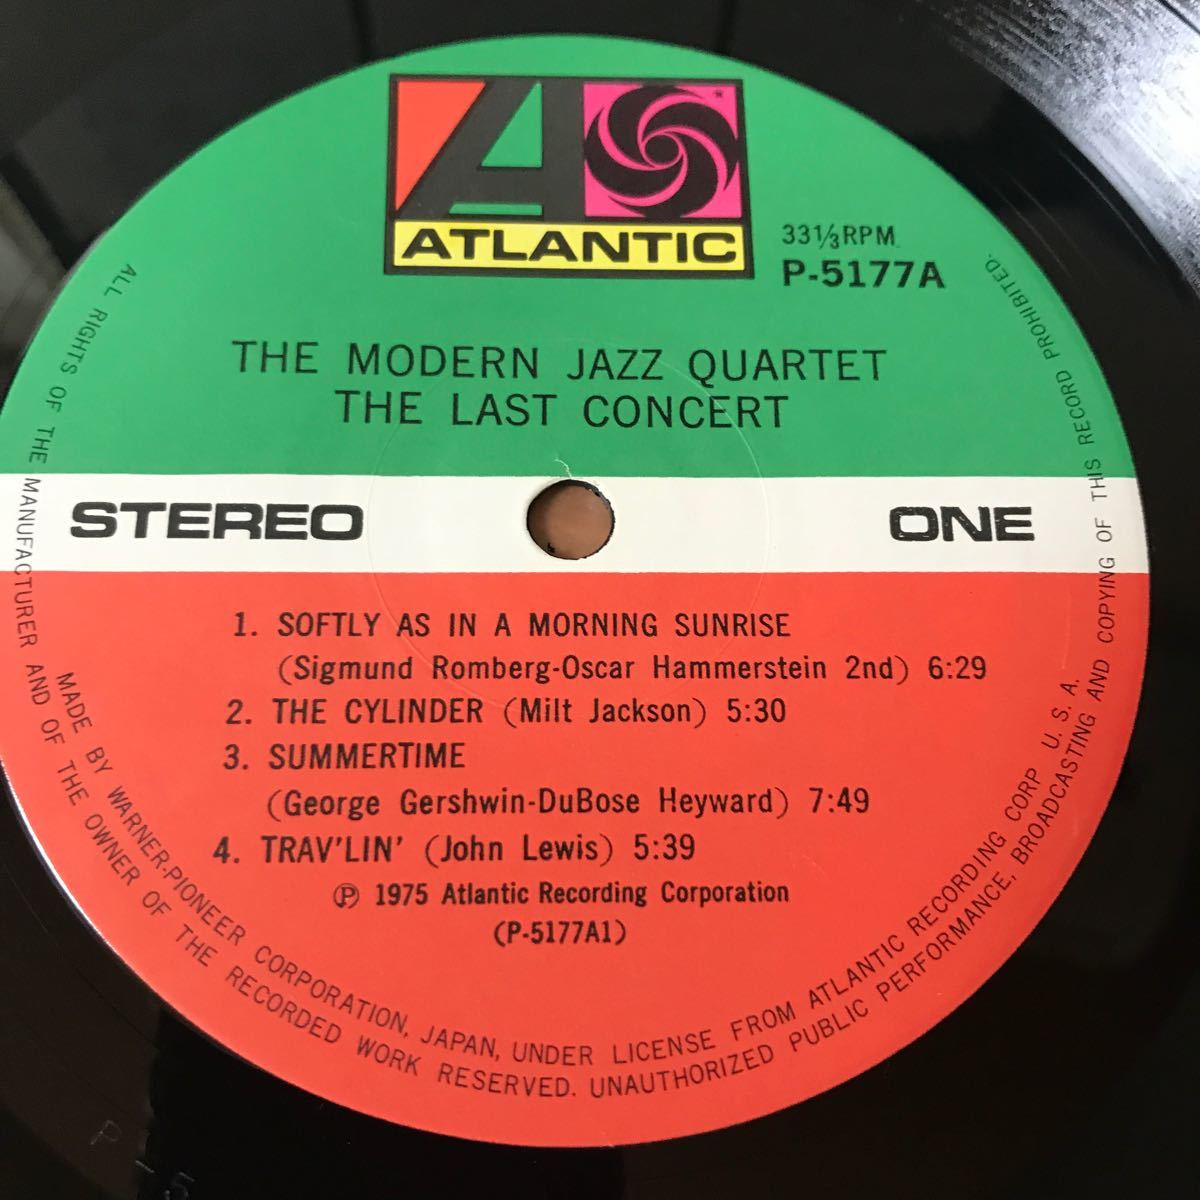 ATLANTIC
33⅓RPM
P-5177A
THE MODERN JAZZ QUARTET
THE LAST CONCERT
STEREO
ONE
1. SOFTLY AS IN A MORNING SUNRISE
(Sigmund Romberg-Oscar Hammerstein 2nd) 6:29
2. THE CYLINDER (Milt Jackson) 5:30
3. SUMMERTIME
(George Gershwin-DuBose Heyward) 7:49
4. TRAV'LIN' (John Lewis) 5:39
Ⓟ 1975 Atlantic Recording Corporation
(P-5177A1)
MADE BY WARNER-PIONEER CORPORATION, JAPAN, UNDER LICENSE FROM ATLANTIC RECORDING CORP U.S.A.
ALL RIGHTS OF THE MANUFACTURER AND OF THE OWNER OF THE RECORDED WORK RESERVED. UNAUTHORIZED PUBLIC PERFORMANCE, BROADCASTING AND COPYING OF THIS RECORD PROHIBITED.